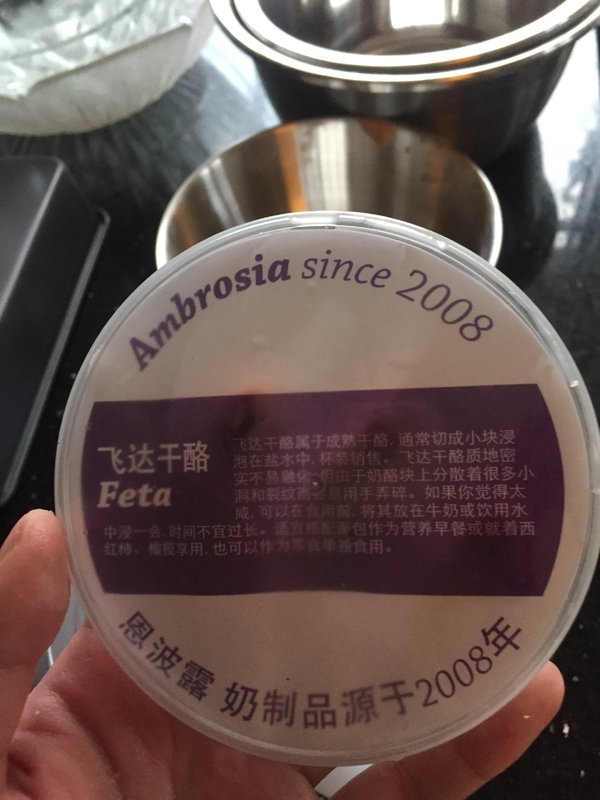 Ambrosia since 2008
飞达干酪
Feta
飞达干酪属于成熟干酪, 通常切成小块浸
泡在盐水中, 杯装销售。飞达干酪质地密
实不易融化, 但由于奶酪块上分散着很多小
洞和裂纹而容易用手弄碎。如果你觉得太
咸, 可以在食用前, 将其放在牛奶或饮用水
中浸一会, 时间不宜过长。适宜搭配面包作为营养早餐或就着西
红柿、橄榄享用, 也可以作为零食单独食用。
恩波露 奶制品源于2008年